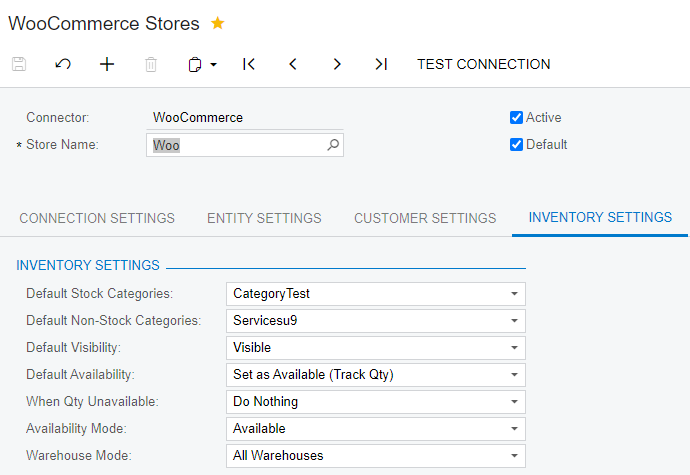 WooCommerce Stores
TEST CONNECTION
Connector: WooCommerce Active
* Store Name: Woo Default
CONNECTION SETTINGS ENTITY SETTINGS CUSTOMER SETTINGS INVENTORY SETTINGS
INVENTORY SETTINGS
Default Stock Categories: CategoryTest
Default Non-Stock Categories: Servicesu9
Default Visibility: Visible
Default Availability: Set as Available (Track Qty)
When Qty Unavailable: Do Nothing
Availability Mode: Available
Warehouse Mode: All Warehouses